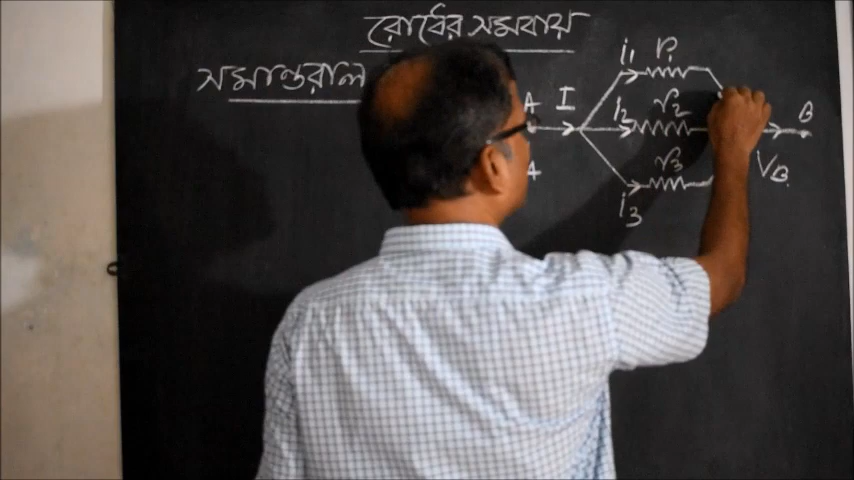 রোধের সমবায়
সমান্তরাল
i1 r1
A I i2 r2 B
A r3 VB
i3